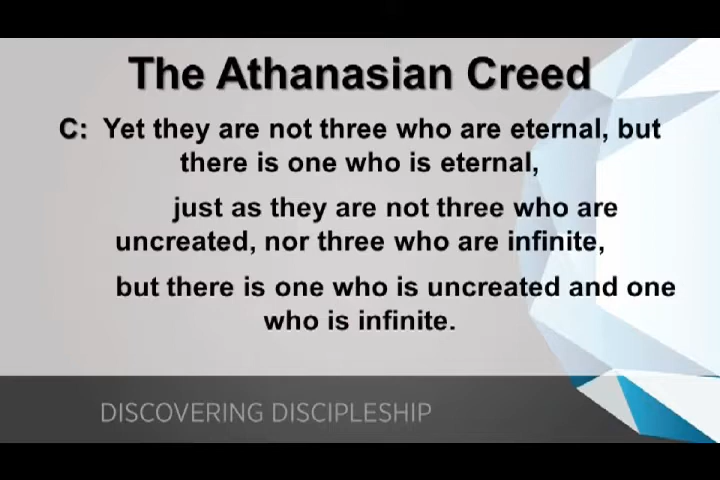 The Athanasian Creed
C: Yet they are not three who are eternal, but
there is one who is eternal,
just as they are not three who are
uncreated, nor three who are infinite,
but there is one who is uncreated and one
who is infinite.
DISCOVERING DISCIPLESHIP